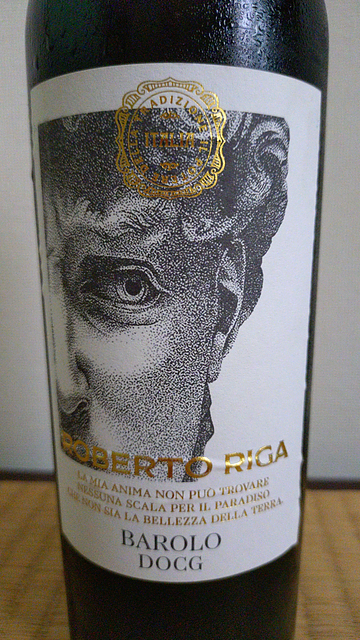 ITALIA
ROBERTO RIGA
LA MIA ANIMA NON PUÒ TROVARE
NESSUNA SCALA PER IL PARADISO
CHE NON SIA LA BELLEZZA DELLA TERRA.
BAROLO
DOCG